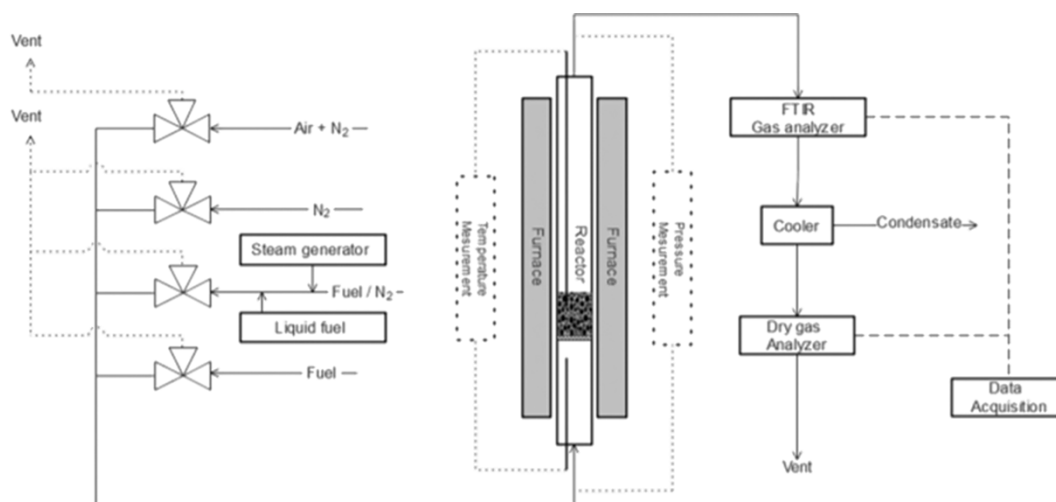 Vent
Vent
Air + N2
N2
Steam generator
Fuel / N2
Liquid fuel
Fuel
Temperature
Mesurement
Furnace
Reactor
Furnace
Pressure
Mesurement
FTIR
Gas analyzer
Cooler
Condensate
Dry gas
Analyzer
Data
Acquisition
Vent